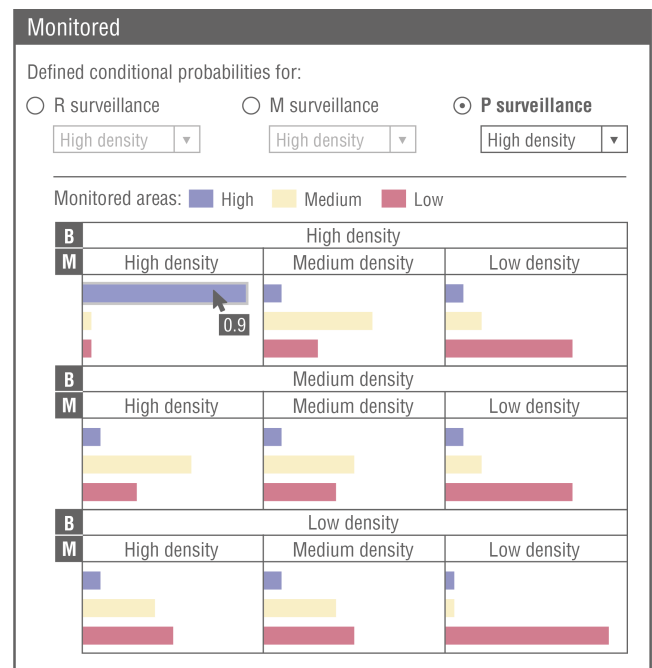 Monitored
Defined conditional probabilities for:
R surveillance M surveillance P surveillance
High density ▼ High density ▼ High density ▼
Monitored areas: High Medium Low
B High density
M High density Medium density Low density
0.9
B Medium density
M High density Medium density Low density
B Low density
M High density Medium density Low density